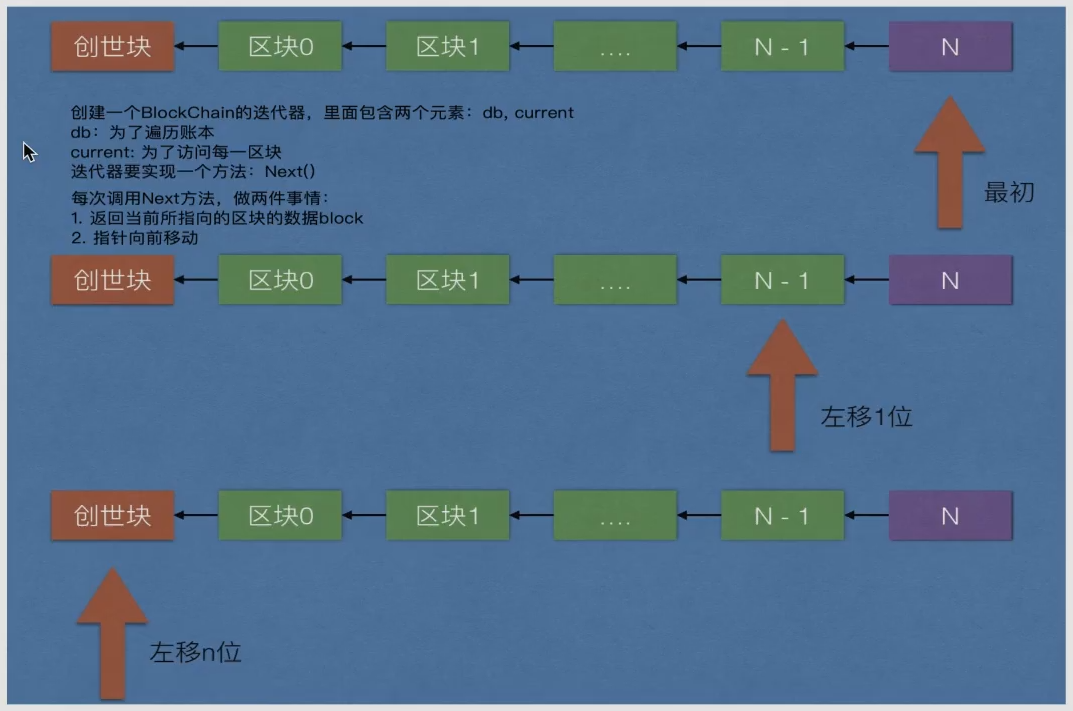 创世块 区块0 区块1 .... N - 1 N
创建一个BlockChain的迭代器，里面包含两个元素：db, current
db：为了遍历账本
current: 为了访问每一区块
迭代器要实现一个方法：Next()
每次调用Next方法，做两件事情：
1. 返回当前所指向的区块的数据block
2. 指针向前移动
最初
创世块 区块0 区块1 .... N - 1 N
左移1位
创世块 区块0 区块1 .... N - 1 N
左移n位